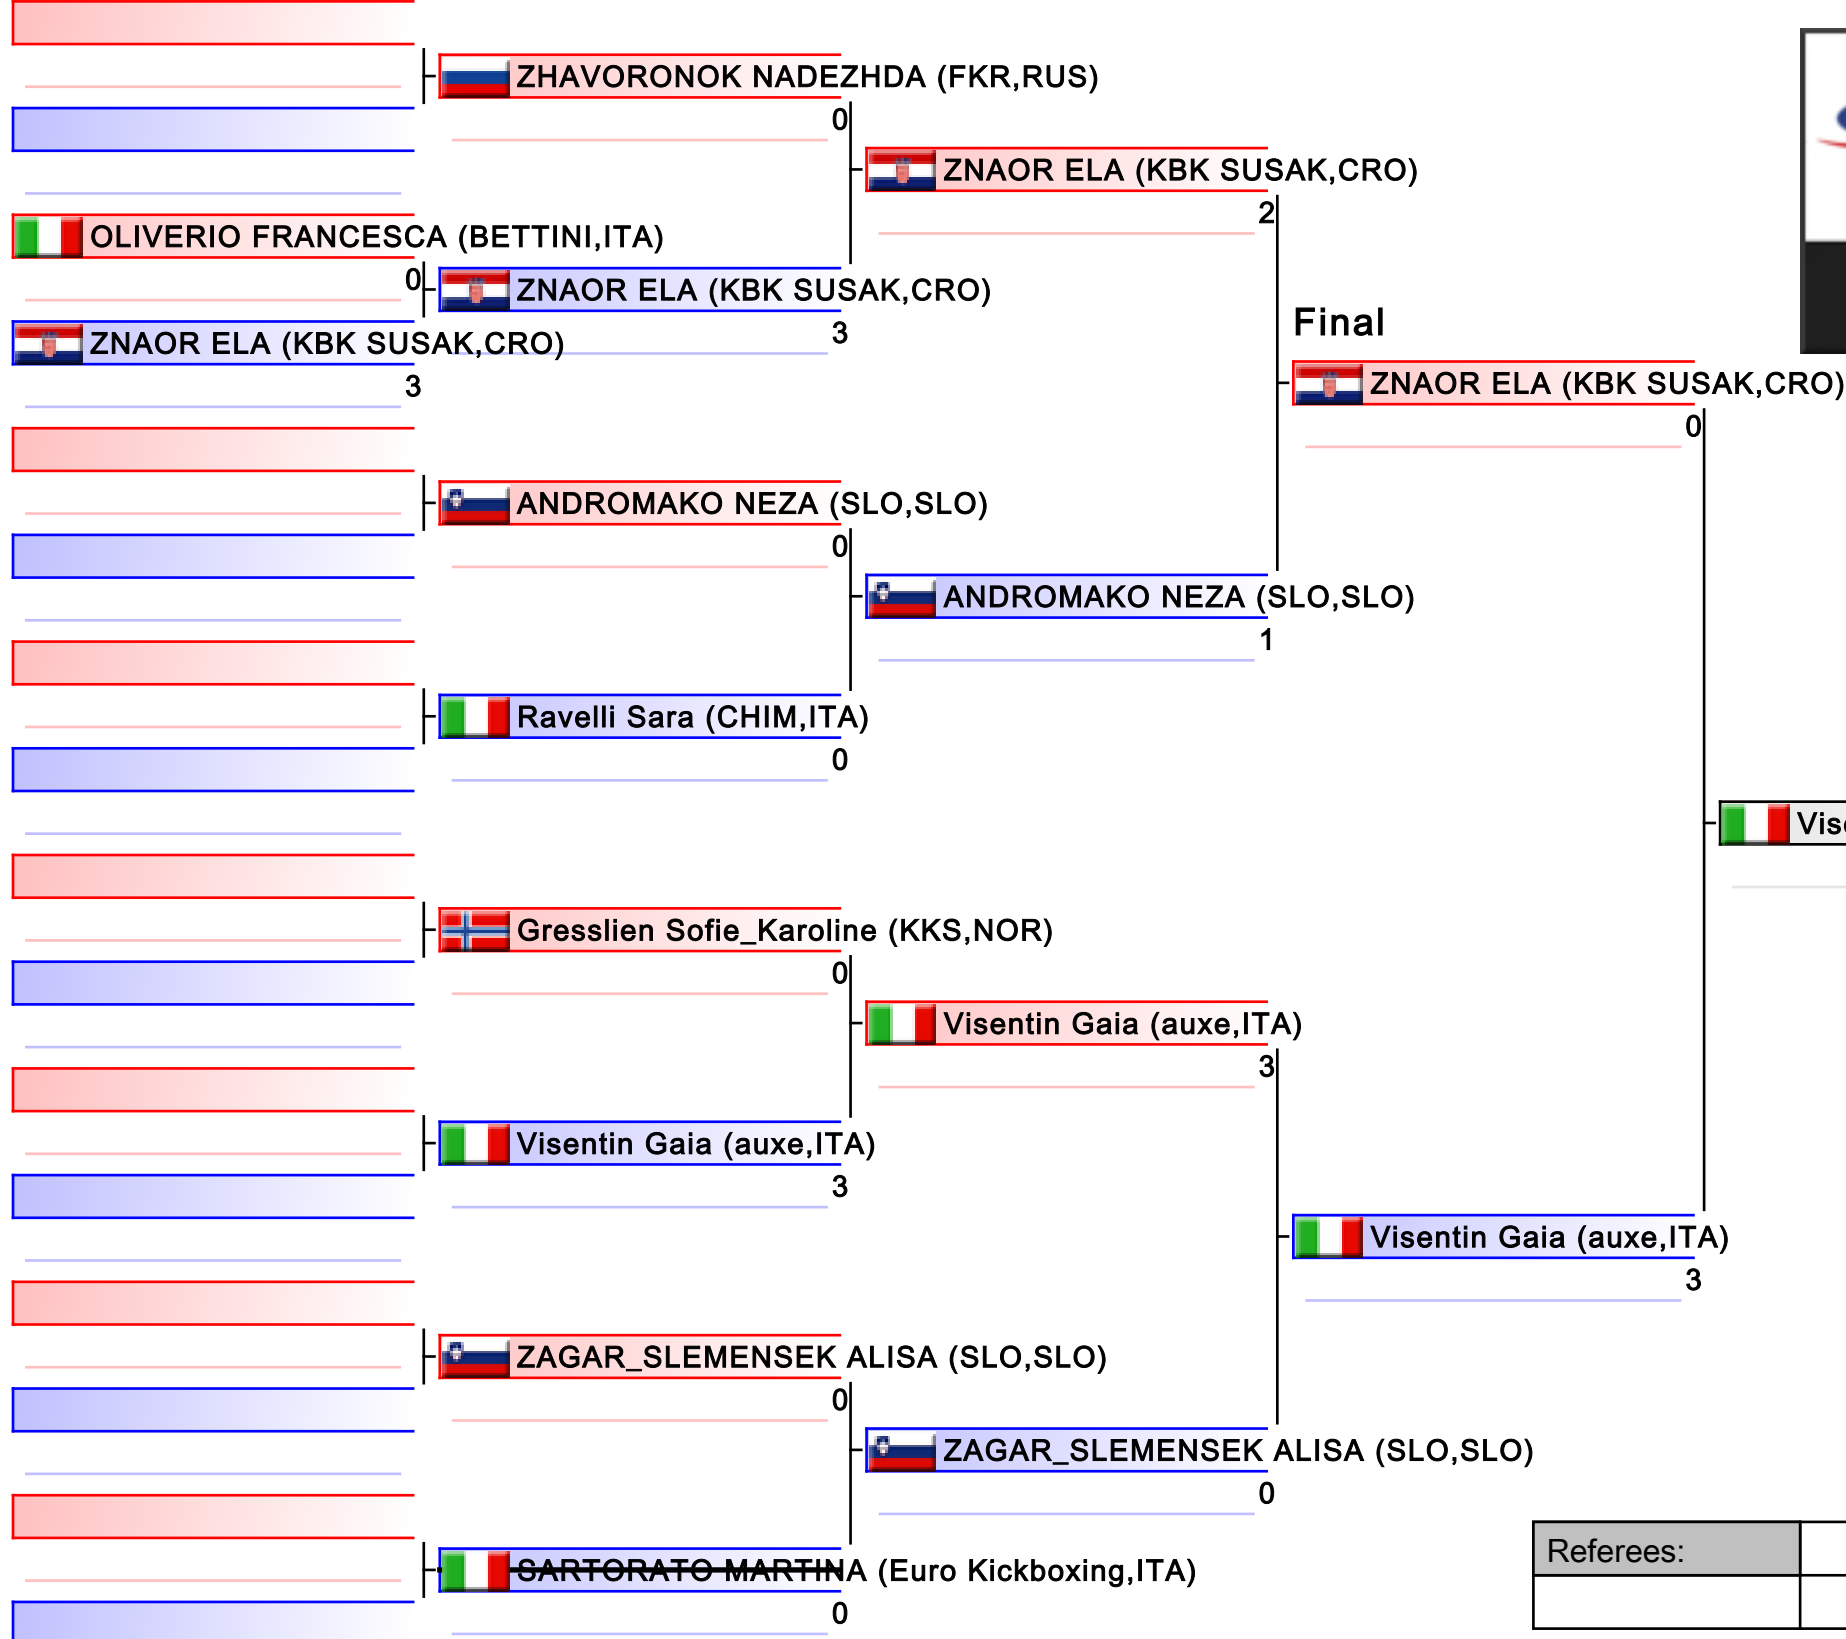 ZHAVORONOK NADEZHDA (FKR,RUS)
0
ZNAOR ELA (KBK SUSAK,CRO)
2
OLIVERIO FRANCESCA (BETTINI,ITA)
0
ZNAOR ELA (KBK SUSAK,CRO)
3
ZNAOR ELA (KBK SUSAK,CRO)
3
Final
ZNAOR ELA (KBK SUSAK,CRO)
0
ANDROMAKO NEZA (SLO,SLO)
0
ANDROMAKO NEZA (SLO,SLO)
1
Ravelli Sara (CHIM,ITA)
0
Gresslien Sofie_Karoline (KKS,NOR)
0
Visentin Gaia (auxe,ITA)
3
Visentin Gaia (auxe,ITA)
3
Visentin Gaia (auxe,ITA)
3
ZAGAR_SLEMENSEK ALISA (SLO,SLO)
0
ZAGAR_SLEMENSEK ALISA (SLO,SLO)
0
SARTORATO MARTINA (Euro Kickboxing,ITA)
0
Referees: